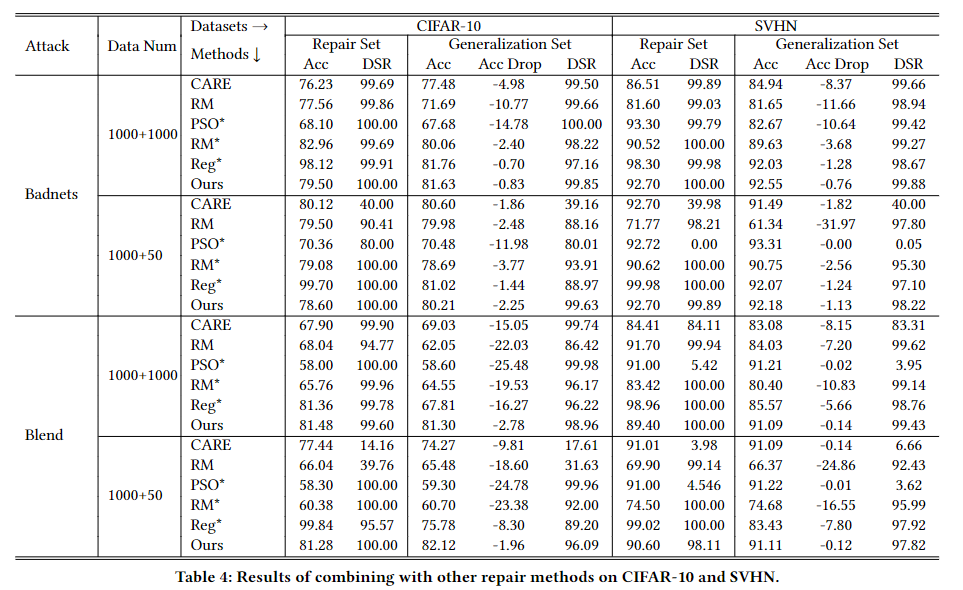 Attack Data Num Datasets → CIFAR-10 SVHN
Methods ↓ Repair Set Generalization Set Repair Set Generalization Set
Acc DSR Acc Acc Drop DSR Acc DSR Acc Acc Drop DSR
Badnets 1000+1000 CARE 76.23 99.69 77.48 -4.98 99.50 86.51 99.89 84.94 -8.37 99.66
RM 77.56 99.86 71.69 -10.77 99.66 81.60 99.03 81.65 -11.66 98.94
PSO* 68.10 100.00 67.68 -14.78 100.00 93.30 99.79 82.67 -10.64 99.42
RM* 82.96 99.69 80.06 -2.40 98.22 90.52 100.00 89.63 -3.68 99.27
Reg* 98.12 99.91 81.76 -0.70 97.16 98.30 99.98 92.03 -1.28 98.67
Ours 79.50 100.00 81.63 -0.83 99.85 92.70 100.00 92.55 -0.76 99.88
1000+50 CARE 80.12 40.00 80.60 -1.86 39.16 92.70 39.98 91.49 -1.82 40.00
RM 79.50 90.41 79.98 -2.48 88.16 71.77 98.21 61.34 -31.97 97.80
PSO* 70.36 80.00 70.48 -11.98 80.01 92.72 0.00 93.31 -0.00 0.05
RM* 79.08 100.00 78.69 -3.77 93.91 90.62 100.00 90.75 -2.56 95.30
Reg* 99.70 100.00 81.02 -1.44 88.97 99.98 100.00 92.07 -1.24 97.10
Ours 78.60 100.00 80.21 -2.25 99.63 92.70 99.89 92.18 -1.13 98.22
Blend 1000+1000 CARE 67.90 99.90 69.03 -15.05 99.74 84.41 84.11 83.08 -8.15 83.31
RM 68.04 94.77 62.05 -22.03 86.42 91.70 99.94 84.03 -7.20 99.62
PSO* 58.00 100.00 58.60 -25.48 99.98 91.00 5.42 91.21 -0.02 3.95
RM* 65.76 99.96 64.55 -19.53 96.17 83.42 100.00 80.40 -10.83 99.14
Reg* 81.36 99.78 67.81 -16.27 96.22 98.96 100.00 85.57 -5.66 98.76
Ours 81.48 99.60 81.30 -2.78 98.96 89.40 100.00 91.09 -0.14 99.43
1000+50 CARE 77.44 14.16 74.27 -9.81 17.61 91.01 3.98 91.09 -0.14 6.66
RM 66.04 39.76 65.48 -18.60 31.63 69.90 99.14 66.37 -24.86 92.43
PSO* 58.30 100.00 59.30 -24.78 99.96 91.00 4.546 91.22 -0.01 3.62
RM* 60.38 100.00 60.70 -23.38 92.00 74.50 100.00 74.68 -16.55 95.99
Reg* 99.84 95.57 75.78 -8.30 89.20 99.02 100.00 83.43 -7.80 97.92
Ours 81.28 100.00 82.12 -1.96 96.09 90.60 98.11 91.11 -0.12 97.82
Table 4: Results of combining with other repair methods on CIFAR-10 and SVHN.